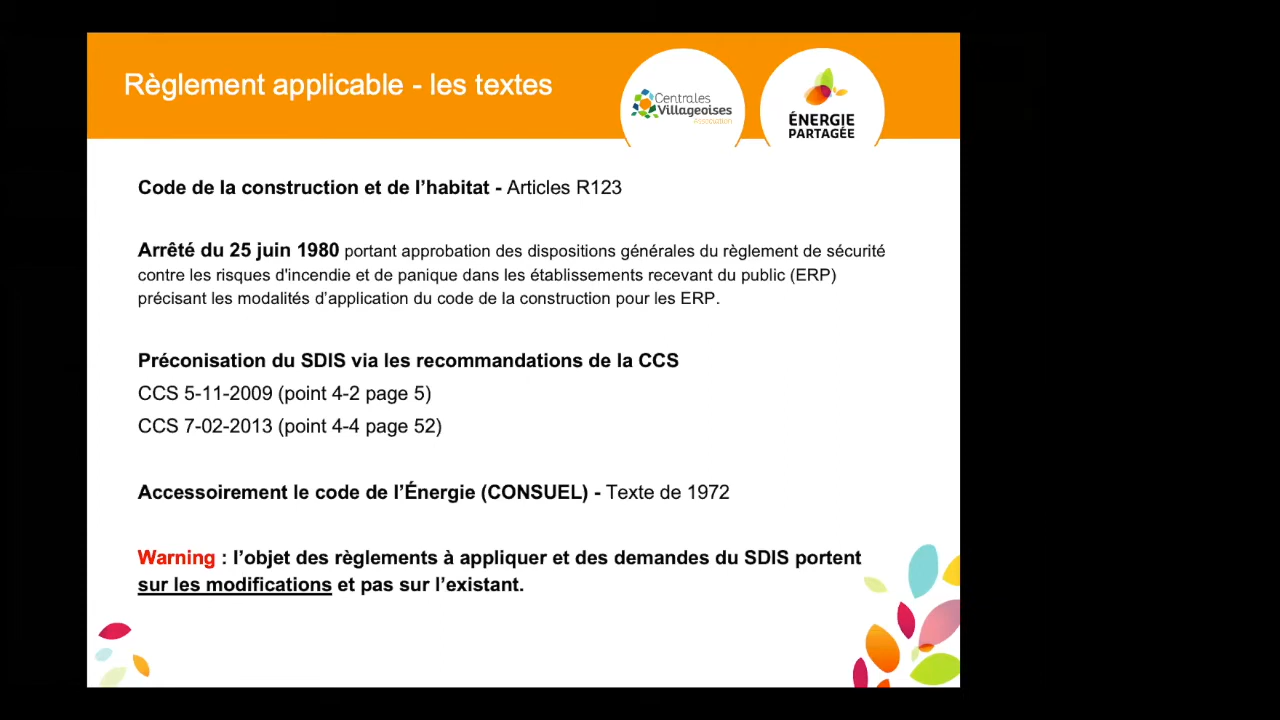 Règlement applicable - les textes
Centrales
Villageoises
Association
ÉNERGIE
PARTAGÉE
Code de la construction et de l’habitat - Articles R123
Arrêté du 25 juin 1980 portant approbation des dispositions générales du règlement de sécurité
contre les risques d'incendie et de panique dans les établissements recevant du public (ERP)
précisant les modalités d’application du code de la construction pour les ERP.
Préconisation du SDIS via les recommandations de la CCS
CCS 5-11-2009 (point 4-2 page 5)
CCS 7-02-2013 (point 4-4 page 52)
Accessoirement le code de l’Énergie (CONSUEL) - Texte de 1972
Warning : l’objet des règlements à appliquer et des demandes du SDIS portent
sur les modifications et pas sur l’existant.